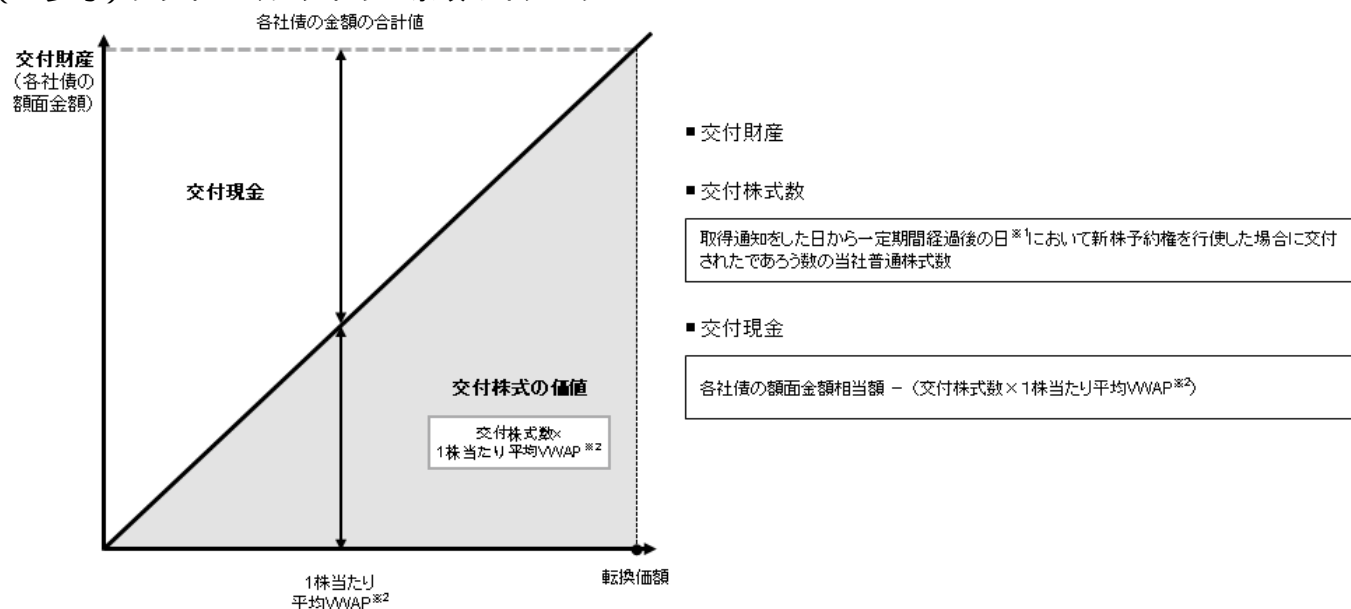 各社債の金額の合計値
交付財産
(各社債の
額面金額)
交付現金
交付株式の価値
交付株式数×
1株当たり平均VWAP※2
1株当たり
平均VWAP※2
転換価額
■ 交付財産
■ 交付株式数
取得通知をした日から一定期間経過後の日※1において新株予約権を行使した場合に交付
されたであろう数の当社普通株式数
■ 交付現金
各社債の額面金額相当額 － （交付株式数×1株当たり平均VWAP※2）